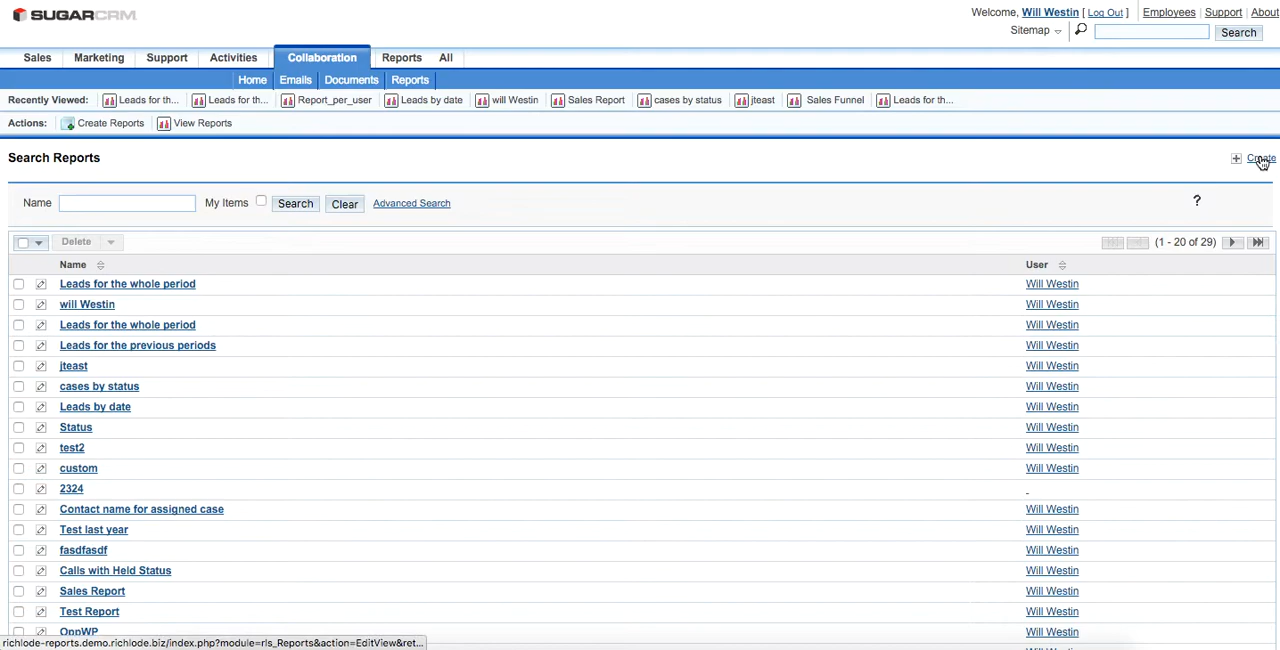 SUGARCRM. Welcome, Will Westin [ Log Out ] Employees | Support | About
Sitemap Search
Sales Marketing Support Activities Collaboration Reports All
Home Emails Documents Reports
Recently Viewed: Leads for th... Leads for th... Report_per_user Leads by date will Westin Sales Report cases by status jteast Sales Funnel Leads for th...
Actions: Create Reports View Reports
Search Reports Create
Name My Items Search Clear Advanced Search ?
Delete (1 - 20 of 29)
Name User
Leads for the whole period Will Westin
will Westin Will Westin
Leads for the whole period Will Westin
Leads for the previous periods Will Westin
jteast Will Westin
cases by status Will Westin
Leads by date Will Westin
Status Will Westin
test2 Will Westin
custom Will Westin
2324 -
Contact name for assigned case Will Westin
Test last year Will Westin
fasdfasdf Will Westin
Calls with Held Status Will Westin
Sales Report Will Westin
Test Report Will Westin
OppWP Will Westin
richlode-reports.demo.richlode.biz/index.php?module=rls_Reports&action=EditView&ret...